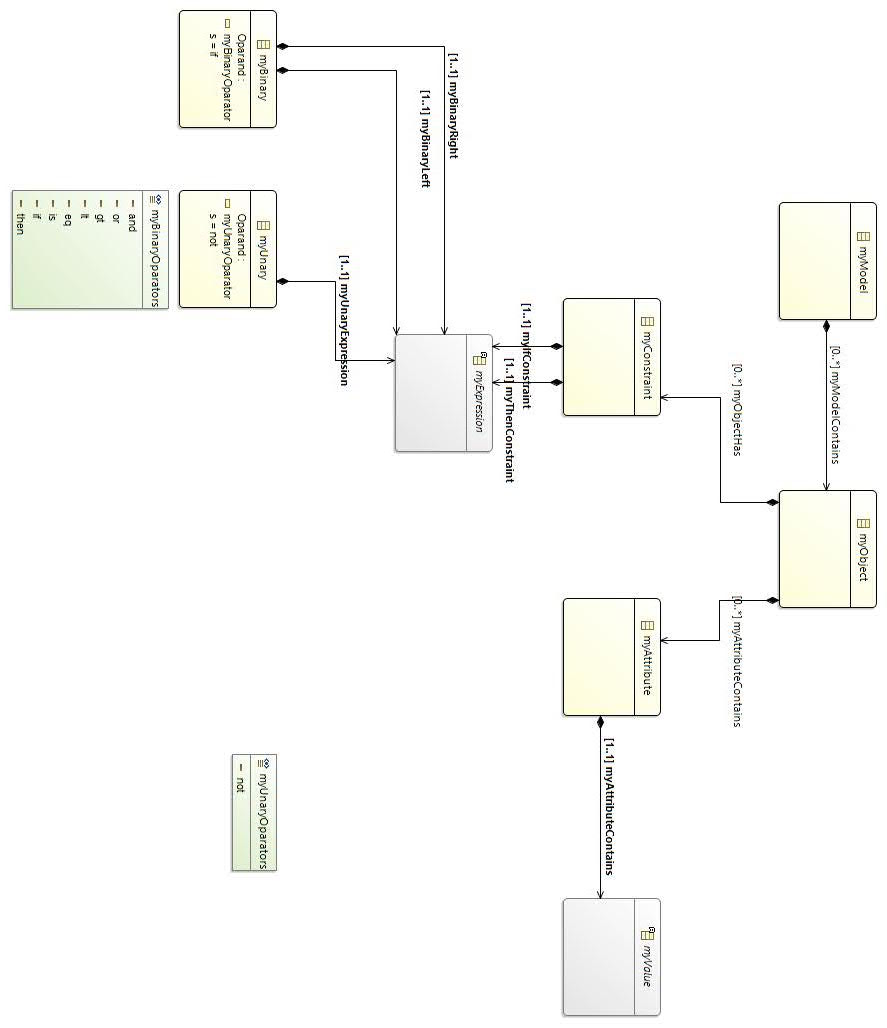 myModel
[0..*] myModelContains
myObject
[0..*] myObjectHas
[0..*] myAttributeContains
myConstraint
myAttribute
[1..1] myAttributeContains
myValue
[1..1] myIfConstraint
[1..1] myThenConstraint
myExpression
[1..1] myBinaryRight
[1..1] myBinaryLeft
[1..1] myUnaryExpression
myBinary
Oparand :
myBinaryOparator
s = if
myUnary
Oparand :
myUnaryOparator
s = not
myUnaryOparators
not
myBinaryOparators
and
or
gt
lt
eq
is
if
then